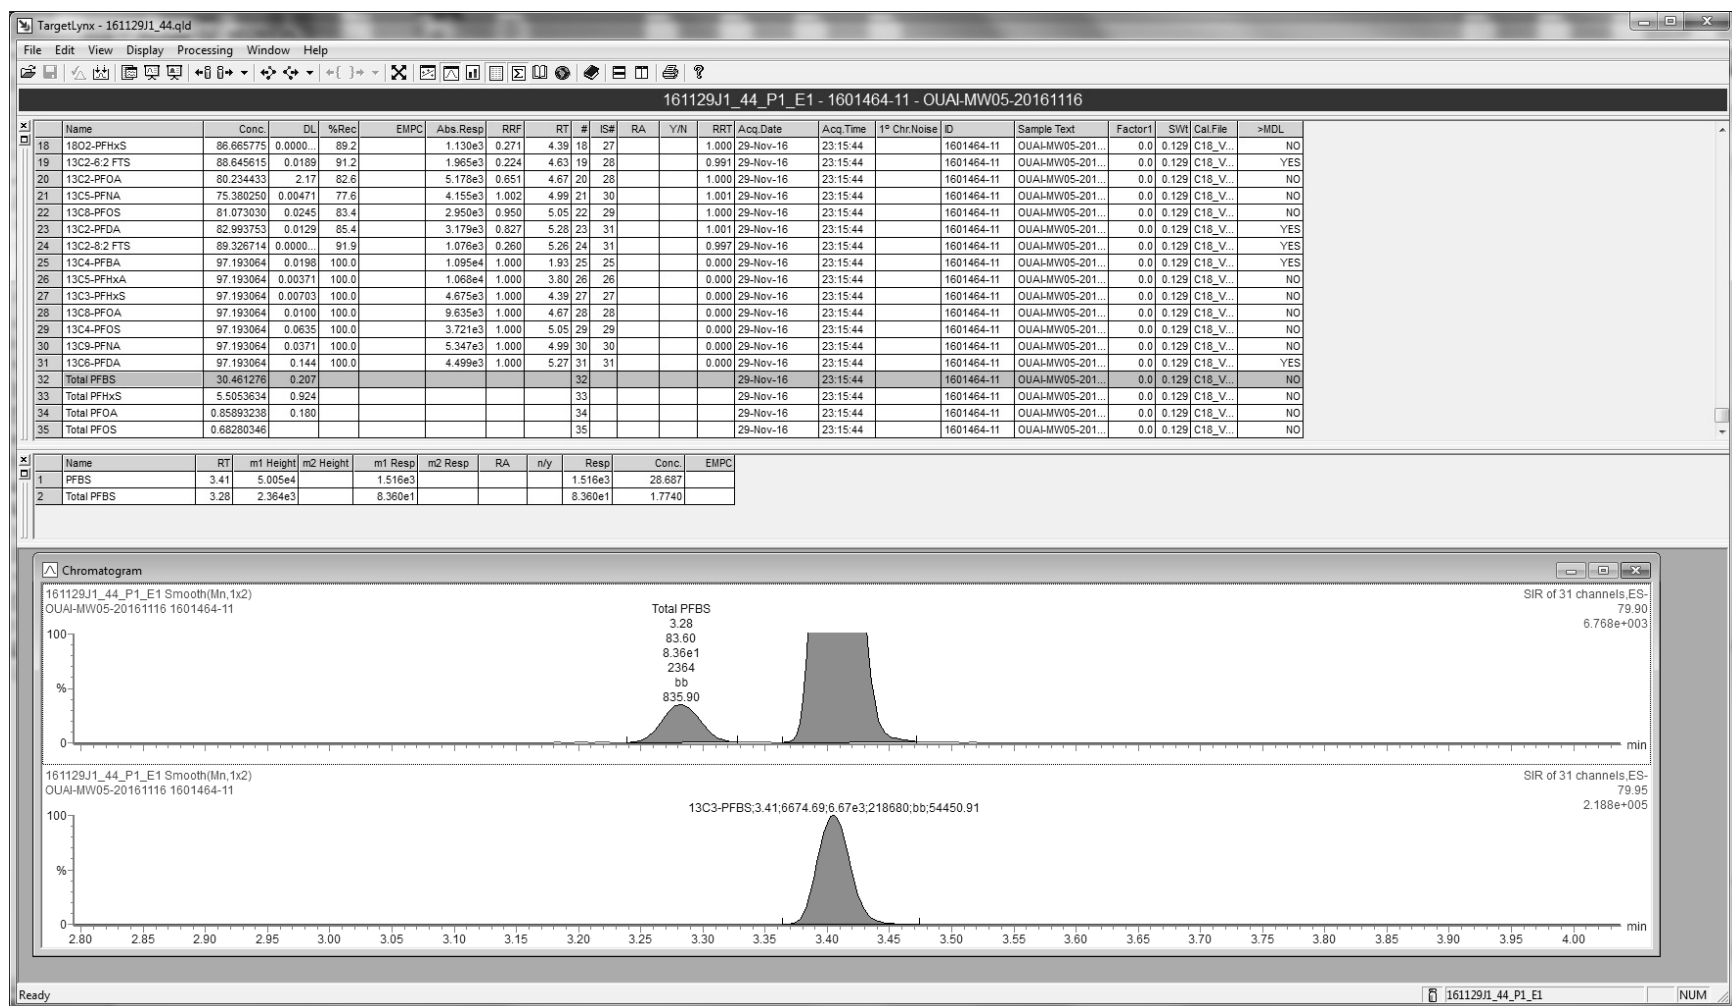 TargetLynx - 161129J1_44.qld
File Edit View Display Processing Window Help
161129J1_44_P1_E1 - 1601464-11 - OUAI-MW05-20161116
Name Conc. DL %Rec EMPC Abs.Resp RRF RT # IS# RA Y/N RRT Acq.Date Acq.Time 1° Chr.Noise ID Sample Text Factor1 SWt Cal.File >MDL
18 18O2-PFHxS 86.665775 0.0000... 89.2 1.130e3 0.271 4.39 18 27 1.000 29-Nov-16 23:15:44 1601464-11 OUAI-MW05-201... 0.0 0.129 C18_V... NO
19 13C2-6:2 FTS 88.645615 0.0189 91.2 1.965e3 0.224 4.63 19 28 0.991 29-Nov-16 23:15:44 1601464-11 OUAI-MW05-201... 0.0 0.129 C18_V... YES
20 13C2-PFOA 80.234433 2.17 82.6 5.178e3 0.651 4.67 20 28 1.000 29-Nov-16 23:15:44 1601464-11 OUAI-MW05-201... 0.0 0.129 C18_V... NO
21 13C5-PFNA 75.380250 0.00471 77.6 4.155e3 1.002 4.99 21 30 1.001 29-Nov-16 23:15:44 1601464-11 OUAI-MW05-201... 0.0 0.129 C18_V... NO
22 13C8-PFOS 81.073030 0.0245 83.4 2.950e3 0.950 5.05 22 29 1.000 29-Nov-16 23:15:44 1601464-11 OUAI-MW05-201... 0.0 0.129 C18_V... NO
23 13C2-PFDA 82.993753 0.0129 85.4 3.179e3 0.827 5.28 23 31 1.001 29-Nov-16 23:15:44 1601464-11 OUAI-MW05-201... 0.0 0.129 C18_V... YES
24 13C2-8:2 FTS 89.326714 0.0000... 91.9 1.076e3 0.260 5.26 24 31 0.997 29-Nov-16 23:15:44 1601464-11 OUAI-MW05-201... 0.0 0.129 C18_V... YES
25 13C4-PFBA 97.193064 0.0198 100.0 1.095e4 1.000 1.93 25 25 0.000 29-Nov-16 23:15:44 1601464-11 OUAI-MW05-201... 0.0 0.129 C18_V... YES
26 13C5-PFHxA 97.193064 0.00371 100.0 1.068e4 1.000 3.80 26 26 0.000 29-Nov-16 23:15:44 1601464-11 OUAI-MW05-201... 0.0 0.129 C18_V... NO
27 13C3-PFHxS 97.193064 0.00703 100.0 4.675e3 1.000 4.39 27 27 0.000 29-Nov-16 23:15:44 1601464-11 OUAI-MW05-201... 0.0 0.129 C18_V... NO
28 13C8-PFOA 97.193064 0.0100 100.0 9.635e3 1.000 4.67 28 28 0.000 29-Nov-16 23:15:44 1601464-11 OUAI-MW05-201... 0.0 0.129 C18_V... NO
29 13C4-PFOS 97.193064 0.0635 100.0 3.721e3 1.000 5.05 29 29 0.000 29-Nov-16 23:15:44 1601464-11 OUAI-MW05-201... 0.0 0.129 C18_V... NO
30 13C9-PFNA 97.193064 0.0371 100.0 5.347e3 1.000 4.99 30 30 0.000 29-Nov-16 23:15:44 1601464-11 OUAI-MW05-201... 0.0 0.129 C18_V... NO
31 13C6-PFDA 97.193064 0.144 100.0 4.499e3 1.000 5.27 31 31 0.000 29-Nov-16 23:15:44 1601464-11 OUAI-MW05-201... 0.0 0.129 C18_V... YES
32 Total PFBS 30.461276 0.207 32 29-Nov-16 23:15:44 1601464-11 OUAI-MW05-201... 0.0 0.129 C18_V... NO
33 Total PFHxS 5.5053634 0.924 33 29-Nov-16 23:15:44 1601464-11 OUAI-MW05-201... 0.0 0.129 C18_V... NO
34 Total PFOA 0.85893238 0.180 34 29-Nov-16 23:15:44 1601464-11 OUAI-MW05-201... 0.0 0.129 C18_V... NO
35 Total PFOS 0.68280346 35 29-Nov-16 23:15:44 1601464-11 OUAI-MW05-201... 0.0 0.129 C18_V... NO
Name RT m1 Height m2 Height m1 Resp m2 Resp RA n/y Resp Conc. EMPC
1 PFBS 3.41 5.005e4 1.516e3 1.516e3 28.687
2 Total PFBS 3.28 2.364e3 8.360e1 8.360e1 1.7740
Chromatogram
161129J1_44_P1_E1 Smooth(Mn,1x2)
OUAI-MW05-20161116 1601464-11
SIR of 31 channels,ES-
79.90
6.768e+003
Total PFBS
3.28
83.60
8.36e1
2364
bb
835.90
100
%
0
min
161129J1_44_P1_E1 Smooth(Mn,1x2)
OUAI-MW05-20161116 1601464-11
SIR of 31 channels,ES-
79.95
2.188e+005
13C3-PFBS;3.41;6674.69;6.67e3;218680;bb;54450.91
100
%
0
min
2.80 2.85 2.90 2.95 3.00 3.05 3.10 3.15 3.20 3.25 3.30 3.35 3.40 3.45 3.50 3.55 3.60 3.65 3.70 3.75 3.80 3.85 3.90 3.95 4.00
Ready 161129J1_44_P1_E1 NUM